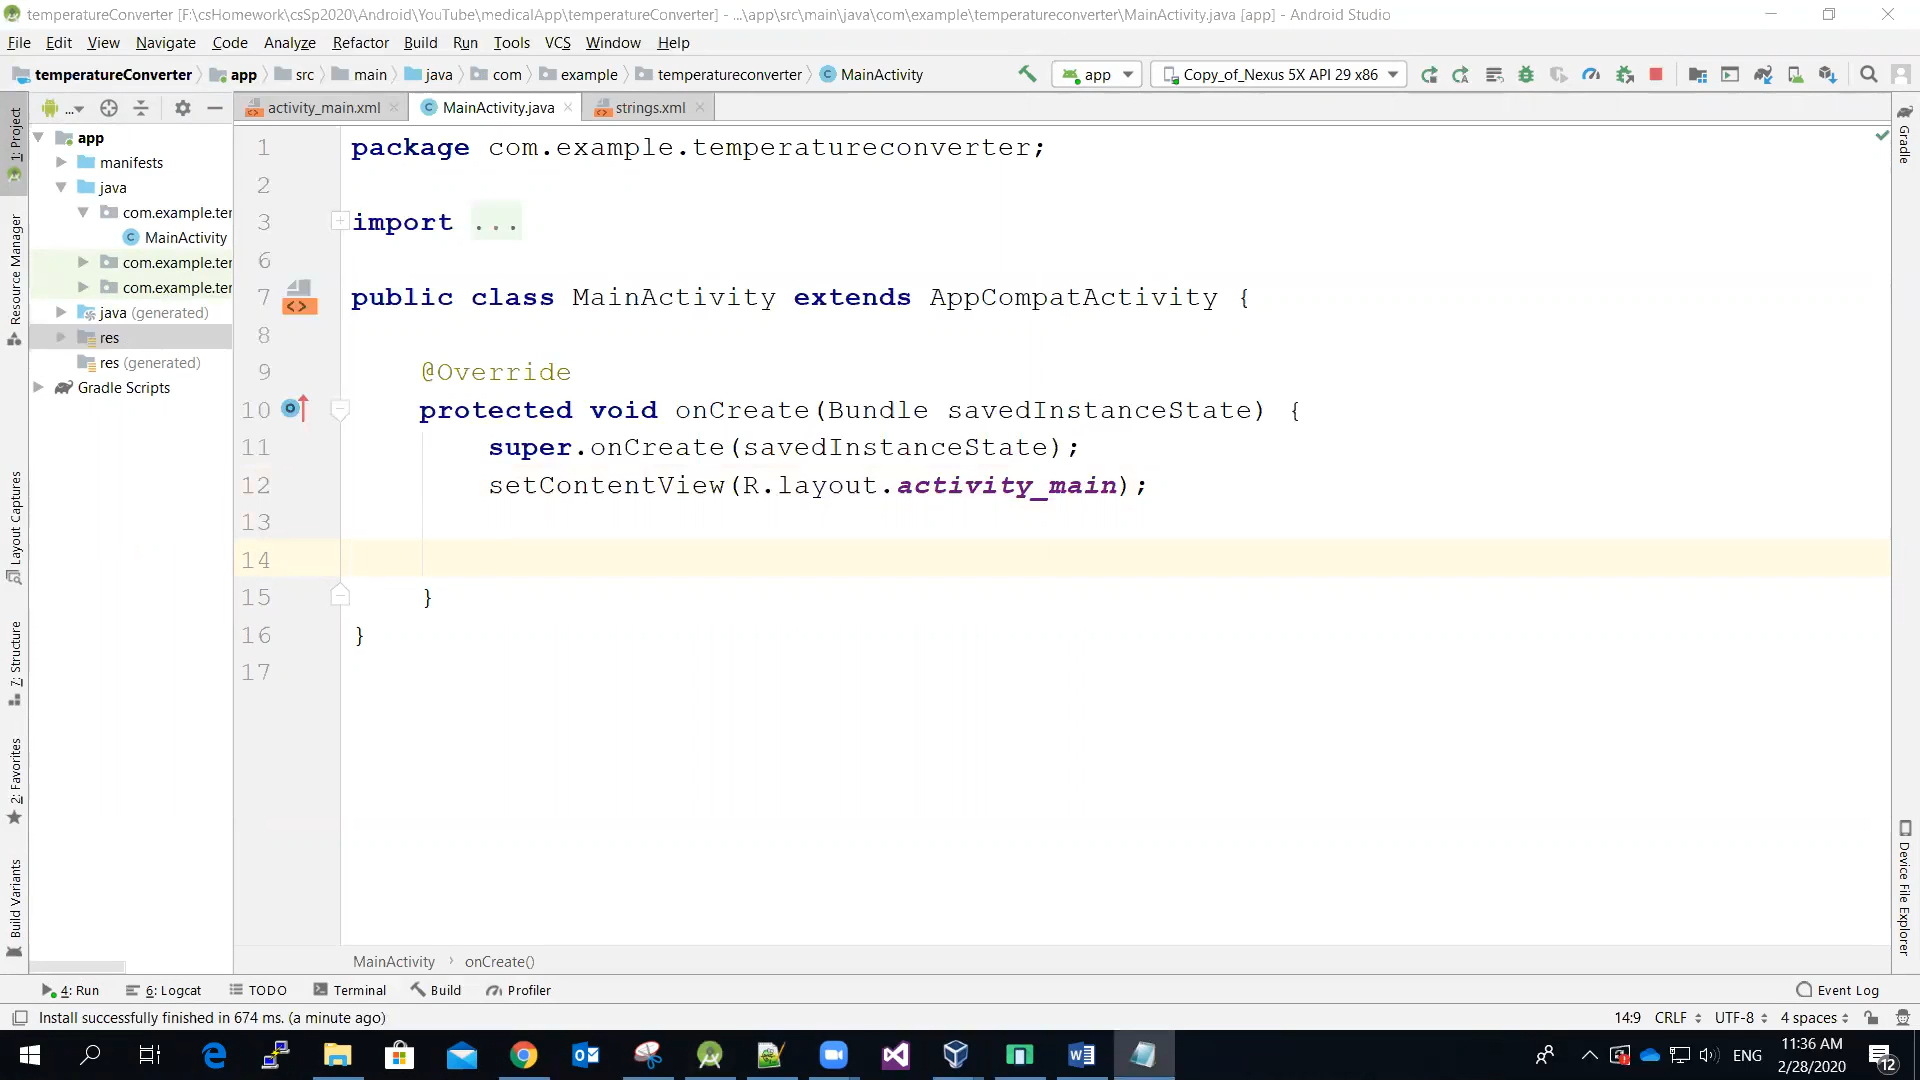 temperatureConverter [F:\csHomework\csSp2020\Android\YouTube\medicalApp\temperatureConverter] - ...\app\src\main\java\com\example\temperatureconverter\MainActivity.java [app] - Android Studio
File Edit View Navigate Code Analyze Refactor Build Run Tools VCS Window Help
temperatureConverter app src main java com example temperatureconverter MainActivity app Copy_of_Nexus 5X API 29 x86
... activity_main.xml MainActivity.java strings.xml
1: Project
Resource Manager
Layout Captures
7: Structure
2: Favorites
Build Variants
app
manifests
java
com.example.ter
MainActivity
com.example.ter
com.example.ter
java (generated)
res
res (generated)
Gradle Scripts
1 package com.example.temperatureconverter;
2
3 import ...
6
7 public class MainActivity extends AppCompatActivity {
8
9 @Override
10 protected void onCreate(Bundle savedInstanceState) {
11 super.onCreate(savedInstanceState);
12 setContentView(R.layout.activity_main);
13
14
15 }
16 }
17
Gradle
Device File Explorer
MainActivity › onCreate()
4: Run 6: Logcat TODO Terminal Build Profiler Event Log
Install successfully finished in 674 ms. (a minute ago) 14:9 CRLF UTF-8 4 spaces
ENG 11:36 AM
2/28/2020
12